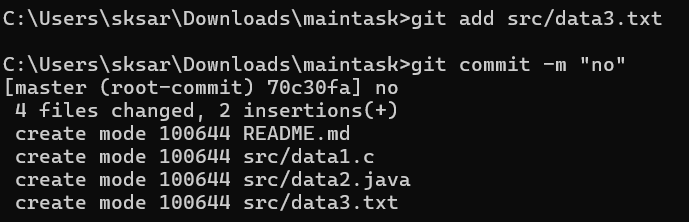 C:\Users\sksar\Downloads\maintask>git add src/data3.txt
C:\Users\sksar\Downloads\maintask>git commit -m "no"
[master (root-commit) 70c30fa] no
 4 files changed, 2 insertions(+)
 create mode 100644 README.md
 create mode 100644 src/data1.c
 create mode 100644 src/data2.java
 create mode 100644 src/data3.txt